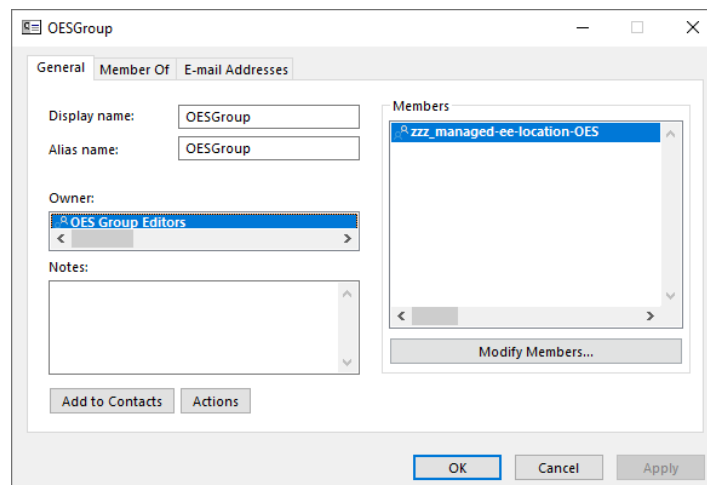 OESGroup
General Member Of E-mail Addresses
Display name: OESGroup
Alias name: OESGroup
Owner:
OES Group Editors
Notes:
Add to Contacts Actions
Members
zzz_managed-ee-location-OES
Modify Members...
OK Cancel Apply